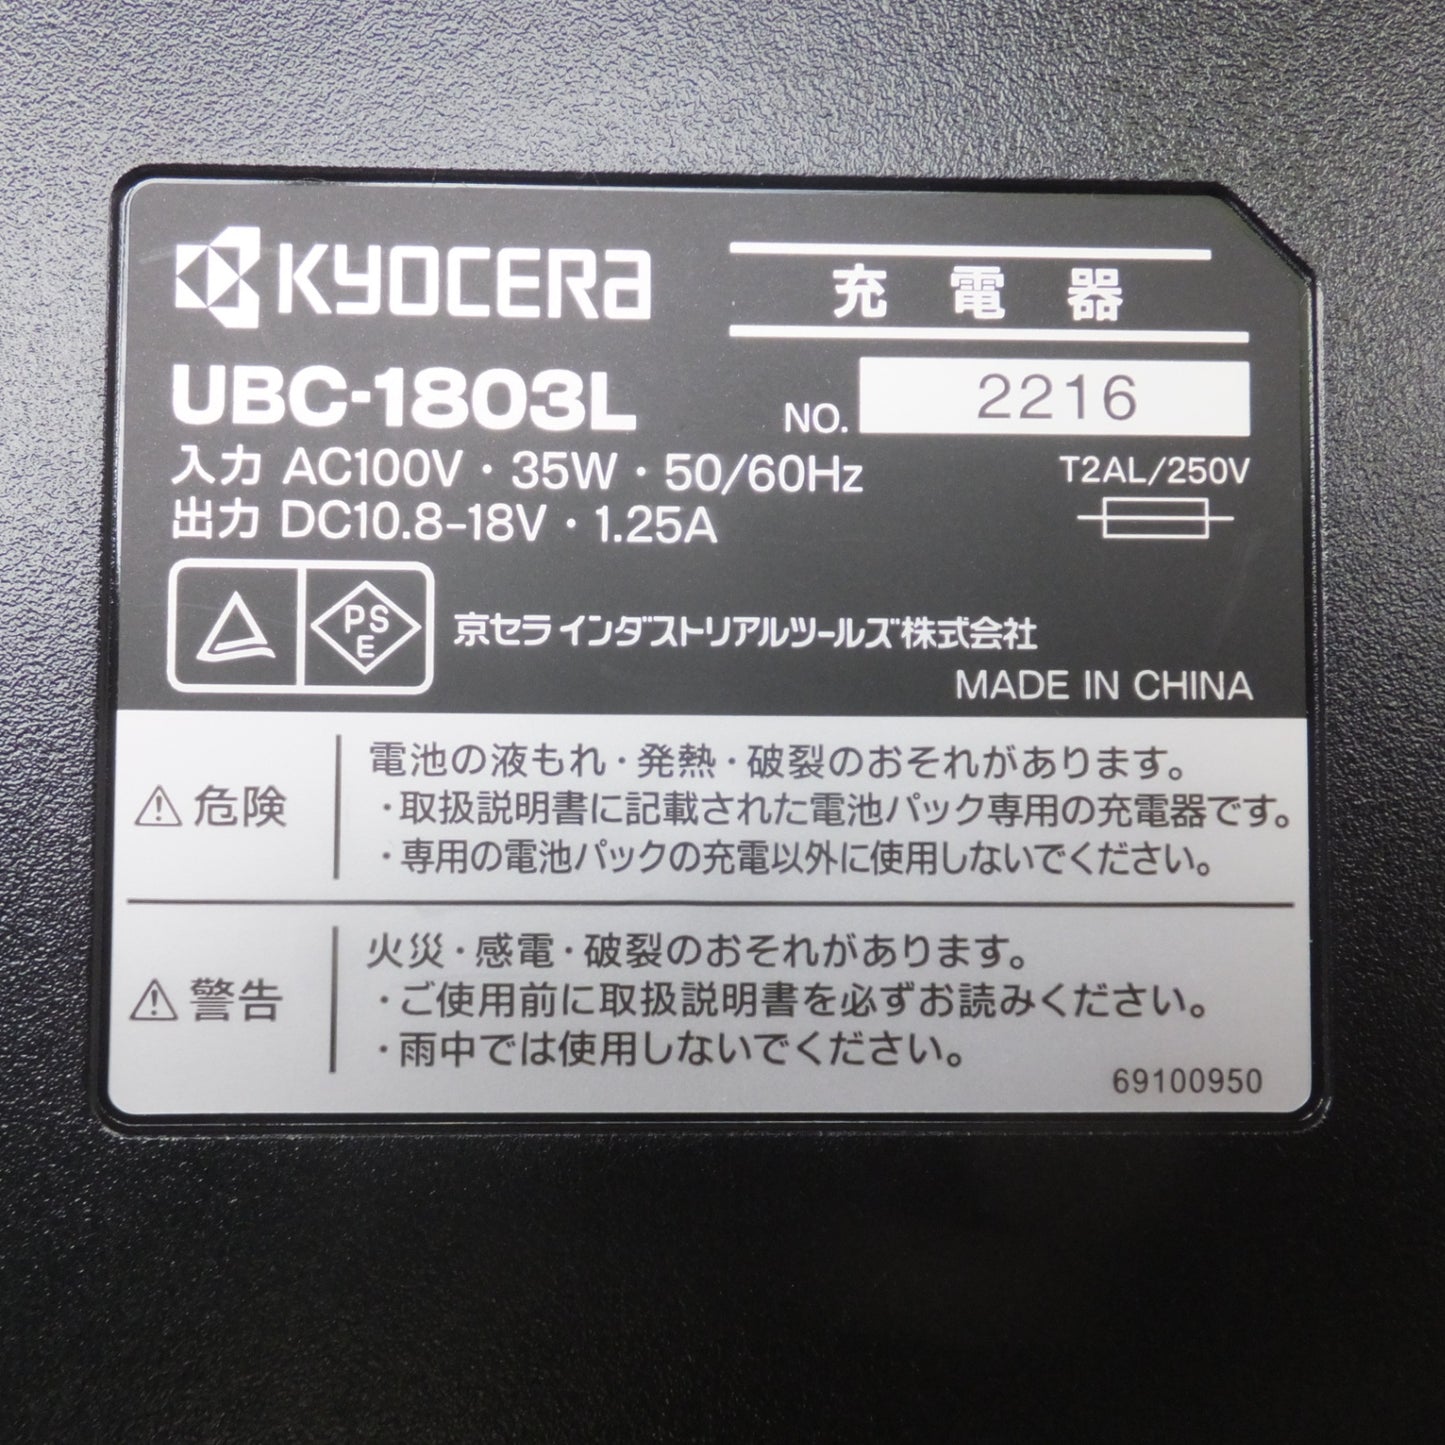 KYOCERA
充電器
UBC-1803L
NO. 2216
入力 AC100V・35W・50/60Hz
T2AL/250V
出力 DC10.8-18V・1.25A
PSE
京セラ インダストリアルツールズ株式会社
MADE IN CHINA
⚠危険
電池の液もれ・発熱・破裂のおそれがあります。
・取扱説明書に記載された電池パック専用の充電器です。
・専用の電池パックの充電以外に使用しないでください。
⚠警告
火災・感電・破裂のおそれがあります。
・ご使用前に取扱説明書を必ずお読みください。
・雨中では使用しないでください。
69100950